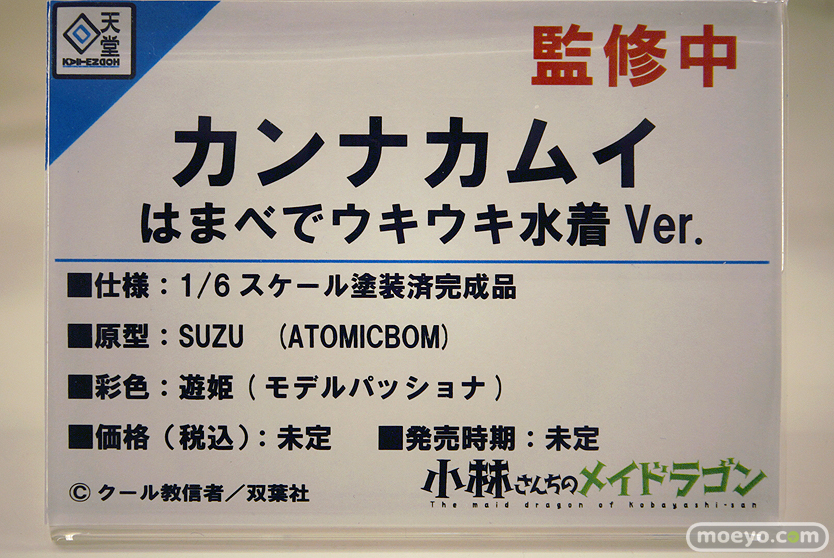 天堂
KAITENDOH
監修中
カンナカムイ
はまべでウキウキ水着 Ver.
■仕様：1/6 スケール塗装済完成品
■原型：SUZU （ATOMICBOM）
■彩色：遊姫（モデルパッショナ）
■価格（税込）：未定 ■発売時期：未定
© クール教信者／双葉社
小林さんちのメイドラゴン
The maid dragon of Kobayashi-san
moeyo.com